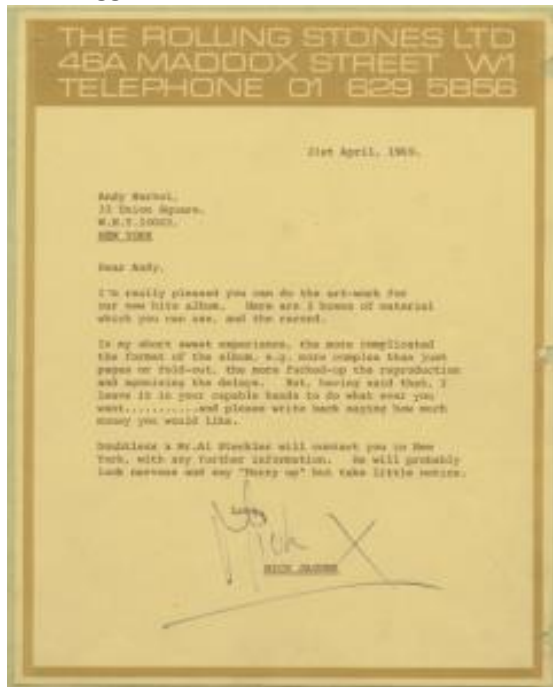 THE ROLLING STONES LTD
46A MADDOX STREET W1
TELEPHONE 01 629 5856
21st April, 1969.
Andy Warhol,
33 Union Square,
W.N.Y.10003,
NEW YORK
Dear Andy,
I'm really pleased you can do the art-work for
our new hits album. Here are 2 boxes of material
which you can use, and the record.
In my short sweet experience, the more complicated
the format of the album, e.g. more complex than just
pages or fold-out, the more fucked-up the reproduction
and agonising the delays. But, having said that, I
leave it in your capable hands to do what ever you
want...........and please write back saying how much
money you would like.
Doubtless a Mr.Al Steckler will contact you in New
York, with any further information. He will probably
look nervous and say "Hurry up" but take little notice.
Love,
Mick X
MICK JAGGER